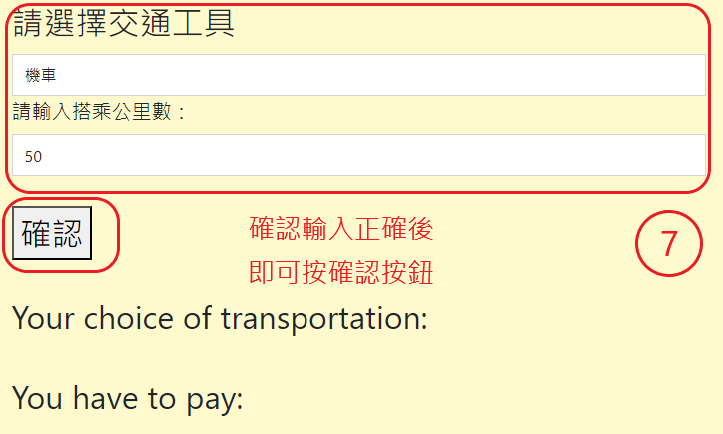 請選擇交通工具
機車
請輸入搭乘公里數：
50
確認
確認輸入正確後
即可按確認按鈕
7
Your choice of transportation:
You have to pay: